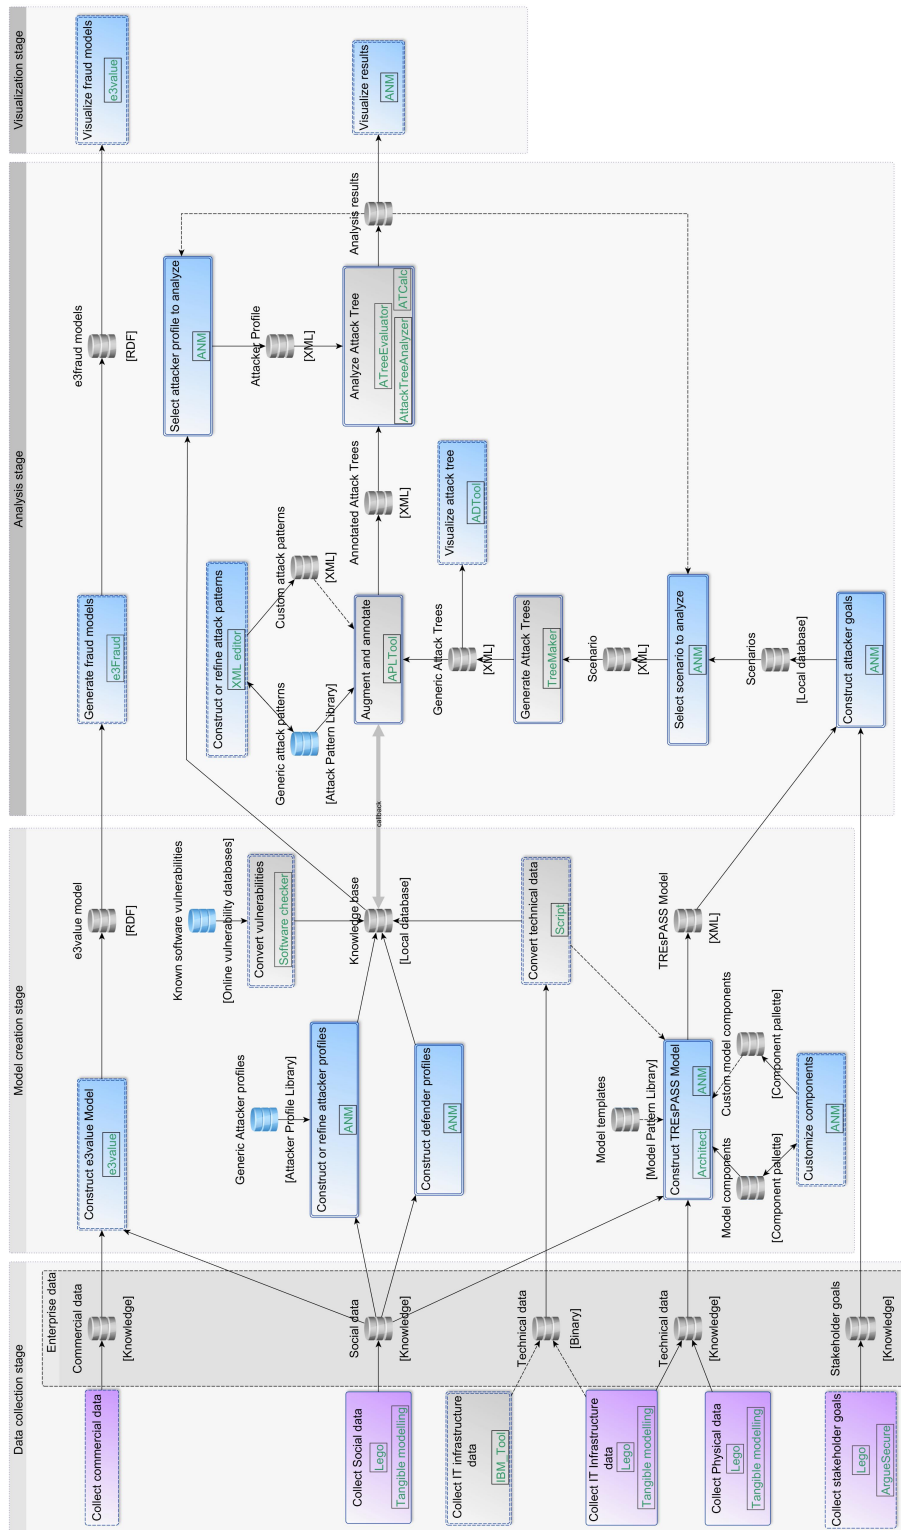 Data collection stage
Enterprise data
Collect commercial data
Commercial data
[Knowledge]
Collect Social data
Lego
Tangible modelling
Social data
[Knowledge]
Collect IT infrastructure
data
IBM_Tool
Technical data
[Binary]
Collect IT Infrastructure
data
Lego
Tangible modelling
Collect Physical data
Lego
Tangible modelling
Technical data
[Knowledge]
Collect stakeholder goals
Lego
ArgueSecure
Stakeholder goals
[Knowledge]
Model creation stage
Construct e3value Model
e3value
e3value model
[RDF]
Known software vulnerabilities
[Online vulnerability databases]
Convert vulnerabilities
Software checker
Generic Attacker profiles
[Attacker Profile Library]
Construct or refine attacker profiles
ANM
Knowledge base
[Local database]
Construct defender profiles
ANM
Convert technical data
Script
Model templates
[Model Pattern Library]
Construct TREsPASS Model
Architect
ANM
TREsPASS Model
[XML]
Model components
[Component pallette]
Custom model components
[Component pallette]
Customize components
ANM
Analysis stage
Generate fraud models
e3Fraud
e3fraud models
[RDF]
Select attacker profile to analyze
ANM
Attacker Profile
[XML]
Construct or refine attack patterns
XML editor
Generic attack patterns
[Attack Pattern Library]
Custom attack patterns
[XML]
callback
Augment and annotate
APLTool
Annotated Attack Trees
[XML]
Analyze Attack Tree
ATreeEvaluator
AttackTreeAnalyzer
ATCalc
Analysis results
Generic Attack Trees
[XML]
Visualize attack tree
ADTool
Generate Attack Trees
TreeMaker
Scenario
[XML]
Select scenario to analyze
ANM
Scenarios
[Local database]
Construct attacker goals
ANM
Visualization stage
Visualize fraud models
e3value
Visualize results
ANM